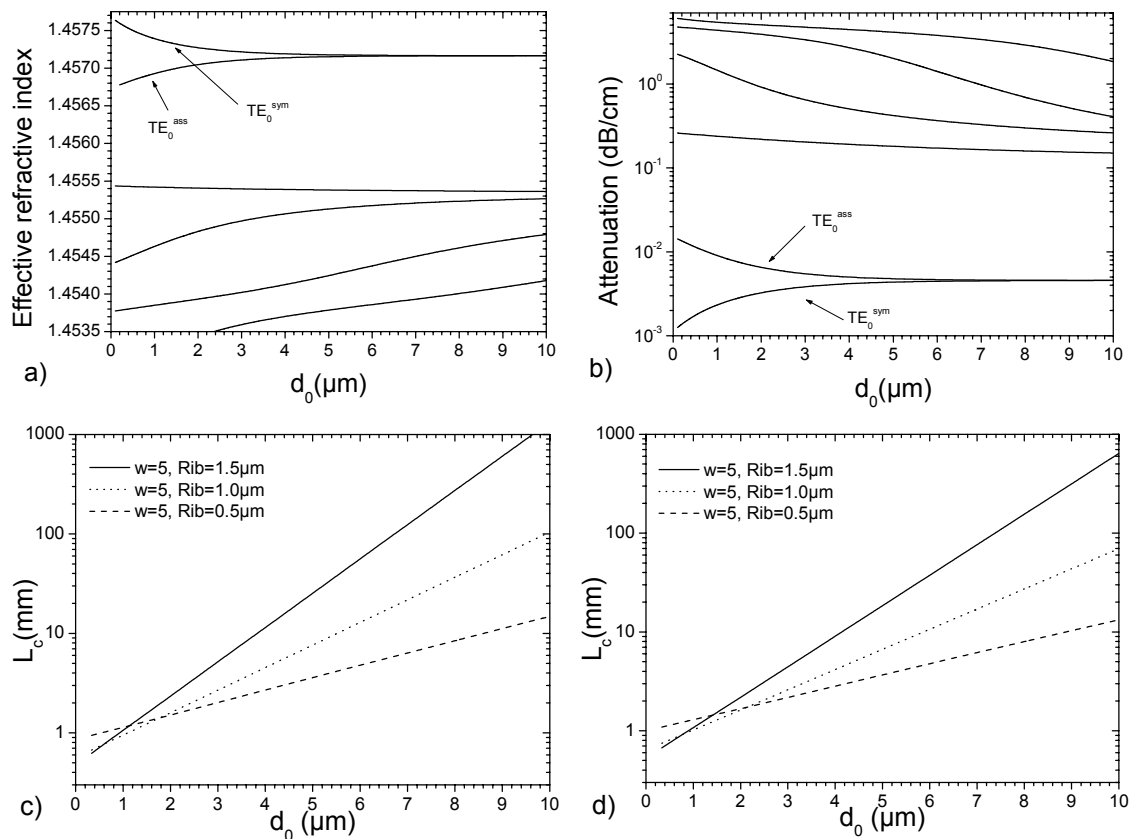 Effective refractive index
1.4575
1.4570
1.4565
1.4560
1.4555
1.4550
1.4545
1.4540
1.4535
TE₀ˢʸᵐ
TE₀ᵃˢˢ
0 1 2 3 4 5 6 7 8 9 10
d₀(µm)
a)
Attenuation (dB/cm)
10⁰
10⁻¹
10⁻²
10⁻³
TE₀ᵃˢˢ
TE₀ˢʸᵐ
0 1 2 3 4 5 6 7 8 9 10
d₀(µm)
b)
L_c(mm)
1000
100
10
1
w=5, Rib=1.5µm
w=5, Rib=1.0µm
w=5, Rib=0.5µm
0 1 2 3 4 5 6 7 8 9 10
d₀ (µm)
c)
L_c(mm)
1000
100
10
1
w=5, Rib=1.5µm
w=5, Rib=1.0µm
w=5, Rib=0.5µm
0 1 2 3 4 5 6 7 8 9 10
d₀ (µm)
d)